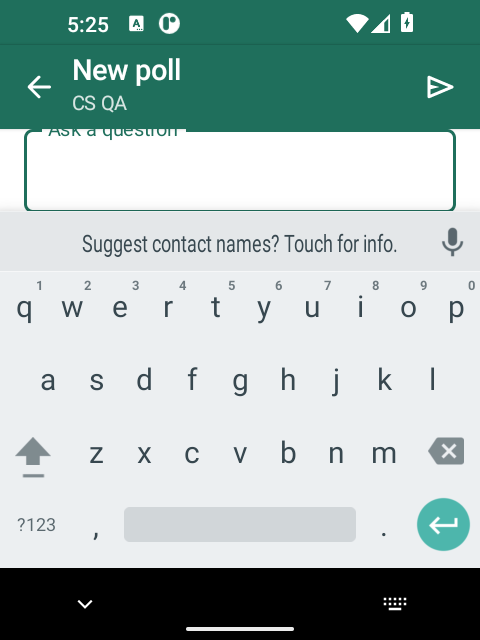 5:25
New poll
CS QA
Ask a question
Suggest contact names? Touch for info.
1 2 3 4 5 6 7 8 9 0
q w e r t y u i o p
a s d f g h j k l
z x c v b n m
?123 , .